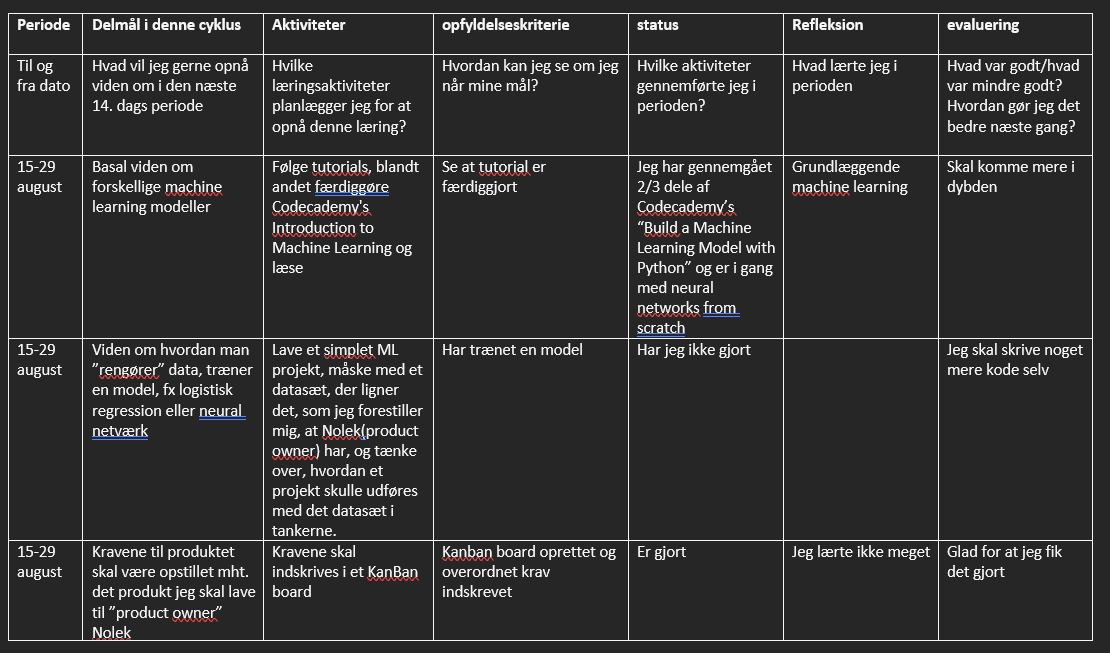 Periode
Delmål i denne cyklus
Aktiviteter
opfyldelseskriterie
status
Refleksion
evaluering
Til og
fra dato
Hvad vil jeg gerne opnå
viden om i den næste
14. dags periode
Hvilke
læringsaktiviteter
planlægger jeg for at
opnå denne læring?
Hvordan kan jeg se om jeg
når mine mål?
Hvilke aktiviteter
gennemførte jeg i
perioden?
Hvad lærte jeg i
perioden
Hvad var godt/hvad
var mindre godt?
Hvordan gør jeg det
bedre næste gang?
15-29
august
Basal viden om
forskellige machine
learning modeller
Følge tutorials, blandt
andet færdiggøre
Codecademy's
Introduction to
Machine Learning og
læse
Se at tutorial er
færdiggjort
Jeg har gennemgået
2/3 dele af
Codecademy’s
“Build a Machine
Learning Model with
Python” og er i gang
med neural
networks from
scratch
Grundlæggende
machine learning
Skal komme mere i
dybden
15-29
august
Viden om hvordan man
”rengører” data, træner
en model, fx logistisk
regression eller neural
netværk
Lave et simplet ML
projekt, måske med et
datasæt, der ligner
det, som jeg forestiller
mig, at Nolek(product
owner) har, og tænke
over, hvordan et
projekt skulle udføres
med det datasæt i
tankerne.
Har trænet en model
Har jeg ikke gjort
Jeg skal skrive noget
mere kode selv
15-29
august
Kravene til produktet
skal være opstillet mht.
det produkt jeg skal lave
til ”product owner”
Nolek
Kravene skal
indskrives i et KanBan
board
Kanban board oprettet og
overordnet krav
indskrevet
Er gjort
Jeg lærte ikke meget
Glad for at jeg fik
det gjort